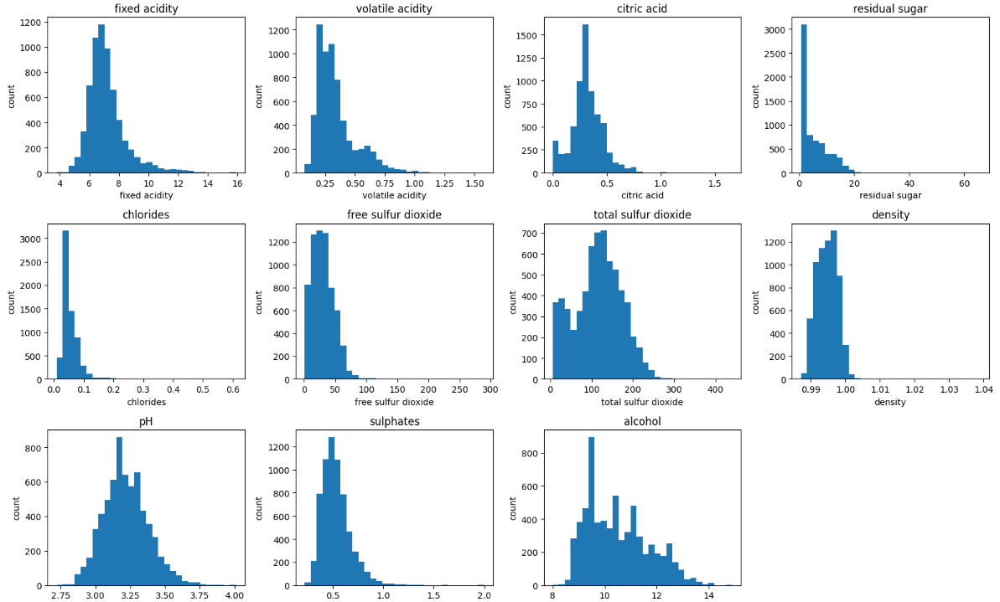 fixed acidity
count
1200
1000
800
600
400
200
0
4 6 8 10 12 14 16
fixed acidity
volatile acidity
count
1200
1000
800
600
400
200
0
0.25 0.50 0.75 1.00 1.25 1.50
volatile acidity
citric acid
count
1500
1250
1000
750
500
250
0
0.0 0.5 1.0 1.5
citric acid
residual sugar
count
3000
2500
2000
1500
1000
500
0
0 20 40 60
residual sugar
chlorides
count
3000
2500
2000
1500
1000
500
0
0.0 0.1 0.2 0.3 0.4 0.5 0.6
chlorides
free sulfur dioxide
count
1200
1000
800
600
400
200
0
0 50 100 150 200 250 300
free sulfur dioxide
total sulfur dioxide
count
700
600
500
400
300
200
100
0
0 100 200 300 400
total sulfur dioxide
density
count
1200
1000
800
600
400
200
0
0.99 1.00 1.01 1.02 1.03 1.04
density
pH
count
800
600
400
200
0
2.75 3.00 3.25 3.50 3.75 4.00
sulphates
count
1200
1000
800
600
400
200
0
0.5 1.0 1.5 2.0
alcohol
count
800
600
400
200
0
8 10 12 14